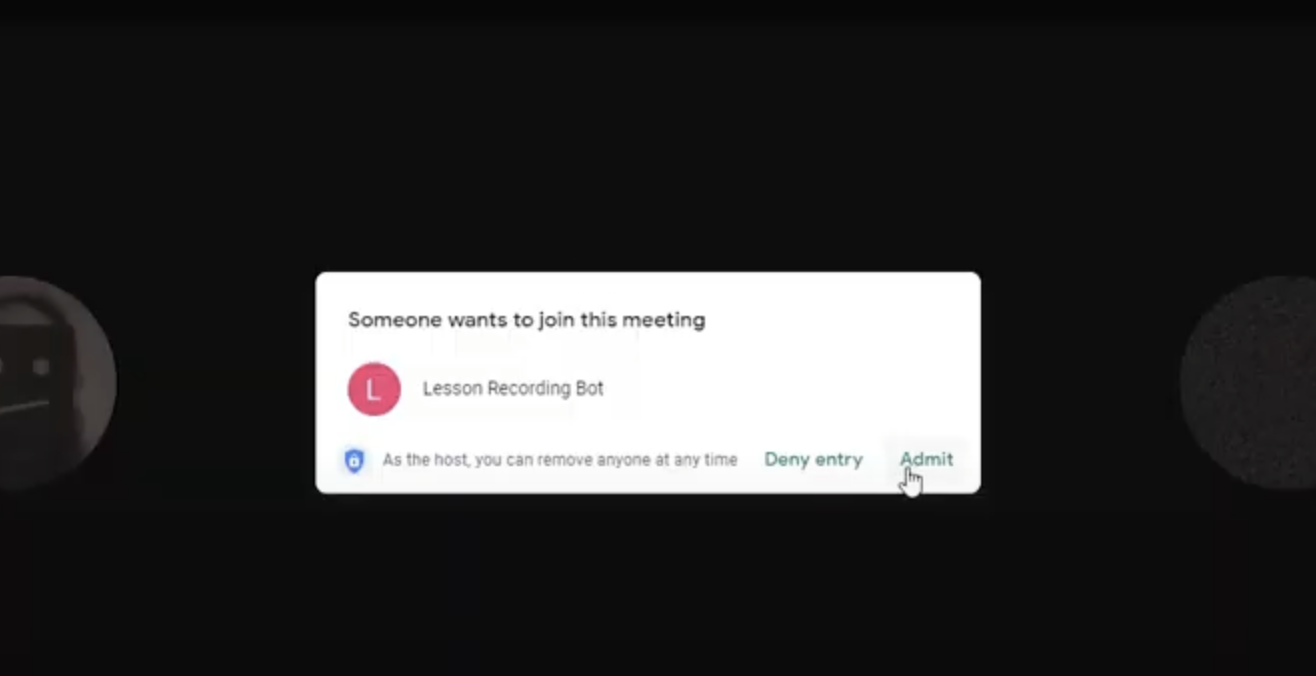 Someone wants to join this meeting
L
Lesson Recording Bot
As the host, you can remove anyone at any time
Deny entry
Admit